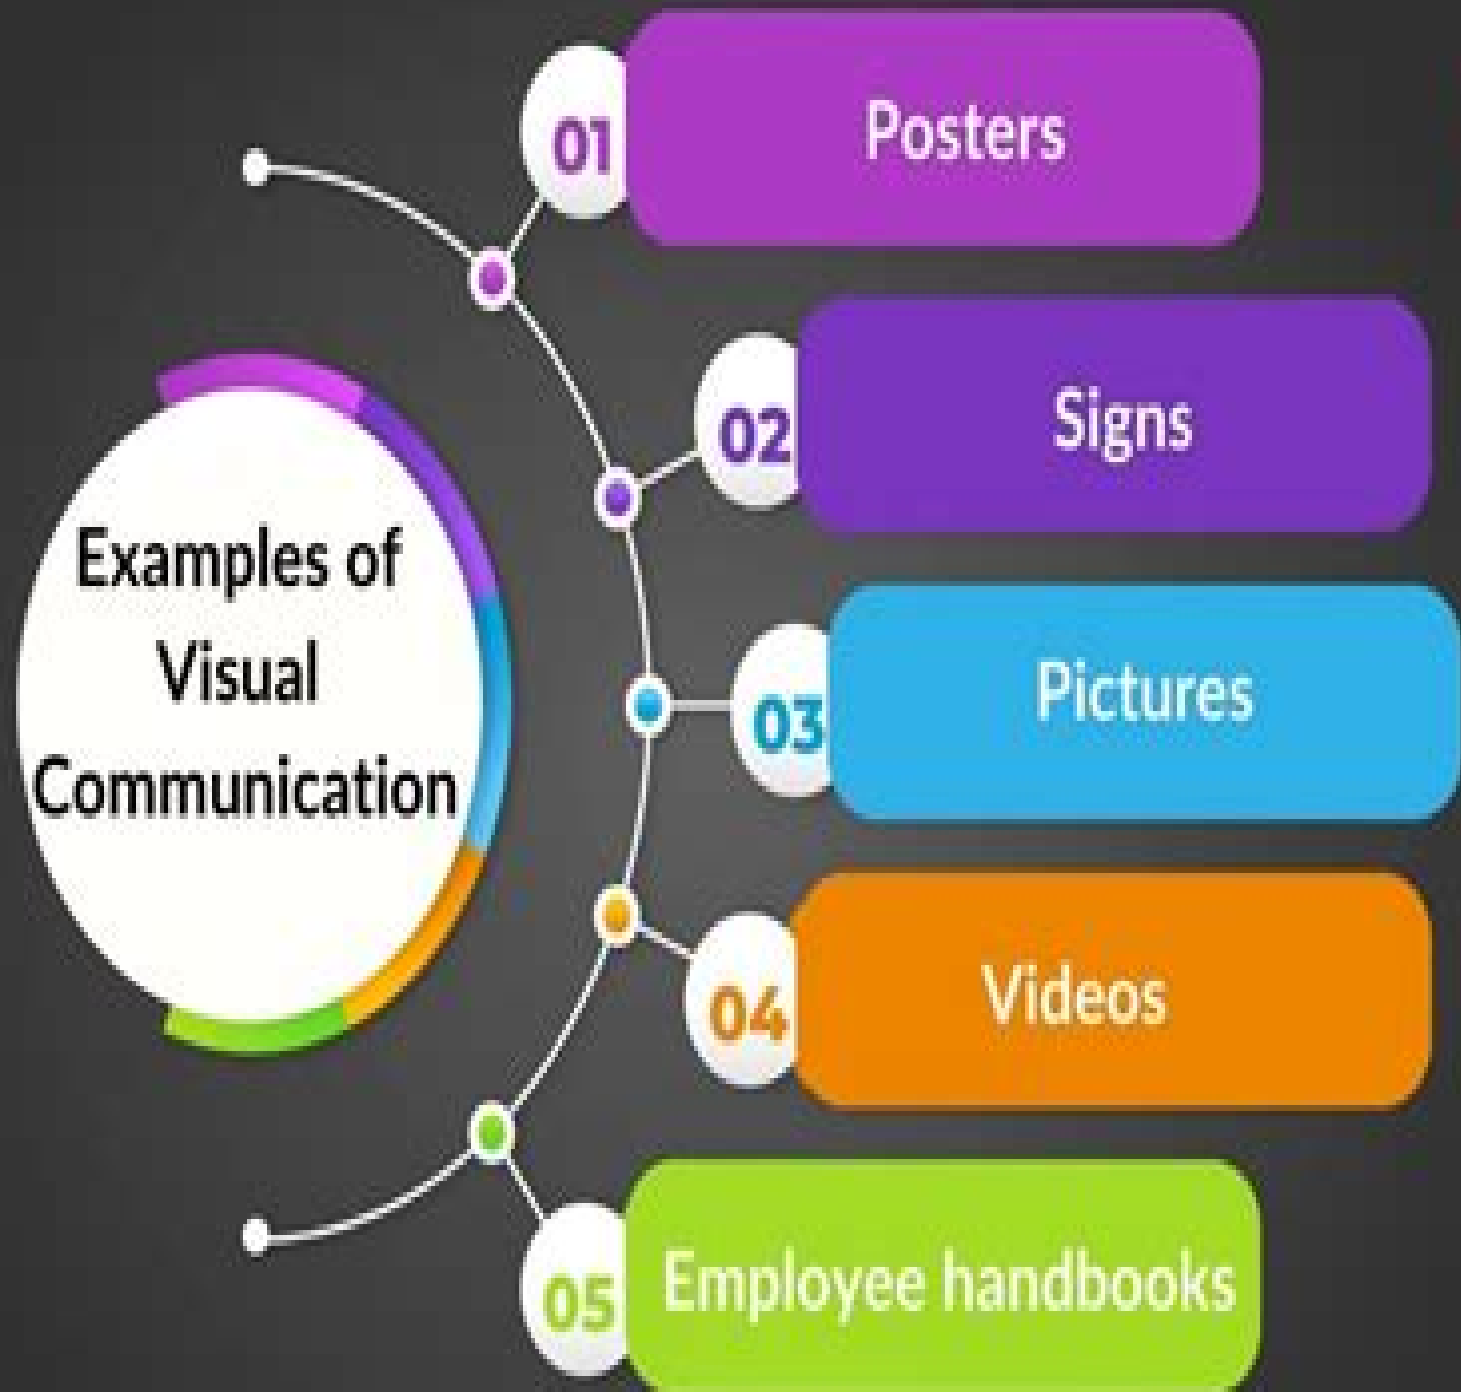 Examples of
Visual
Communication
01
Posters
02
Signs
03
Pictures
04
Videos
05
Employee handbooks